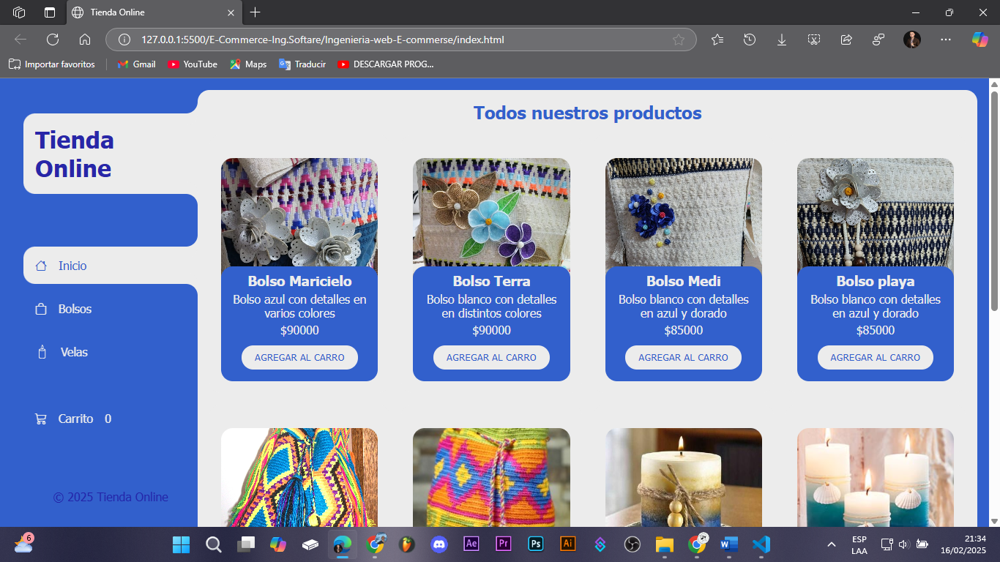 Tienda Online
127.0.0.1:5500/E-Commerce-Ing.Softare/Ingenieria-web-E-commerse/index.html
Importar favoritos
Gmail
YouTube
Maps
Traducir
DESCARGAR PROG...
Tienda
Online
Inicio
Bolsos
Velas
Carrito 0
© 2025 Tienda Online
Todos nuestros productos
Bolso Maricielo
Bolso azul con detalles en
varios colores
$90000
AGREGAR AL CARRO
Bolso Terra
Bolso blanco con detalles
en distintos colores
$90000
AGREGAR AL CARRO
Bolso Medi
Bolso blanco con detalles
en azul y dorado
$85000
AGREGAR AL CARRO
Bolso playa
Bolso blanco con detalles
en azul y dorado
$85000
AGREGAR AL CARRO
6
Ae
Pr
Ps
Ai
ESP
LAA
21:34
16/02/2025